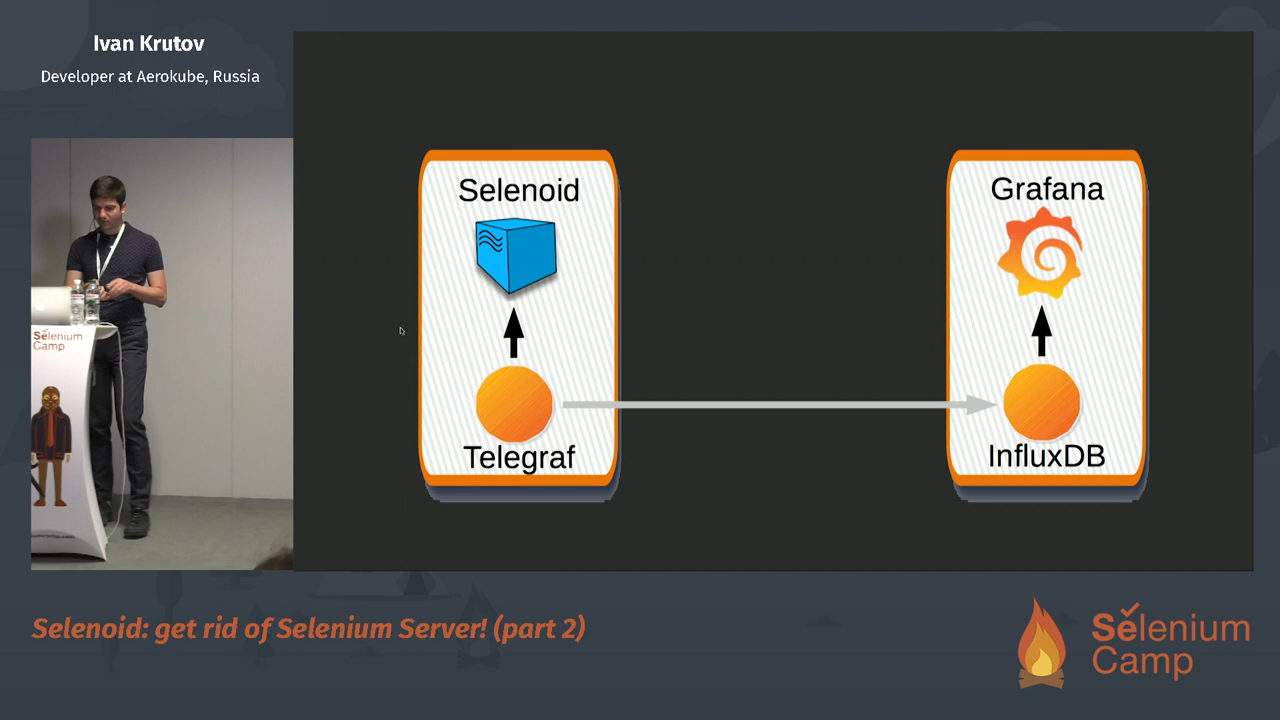 Ivan Krutov
Developer at Aerokube, Russia
Selenoid
Grafana
Telegraf
InfluxDB
Selenium
Camp
Selenoid: get rid of Selenium Server! (part 2)
Selenium
Camp